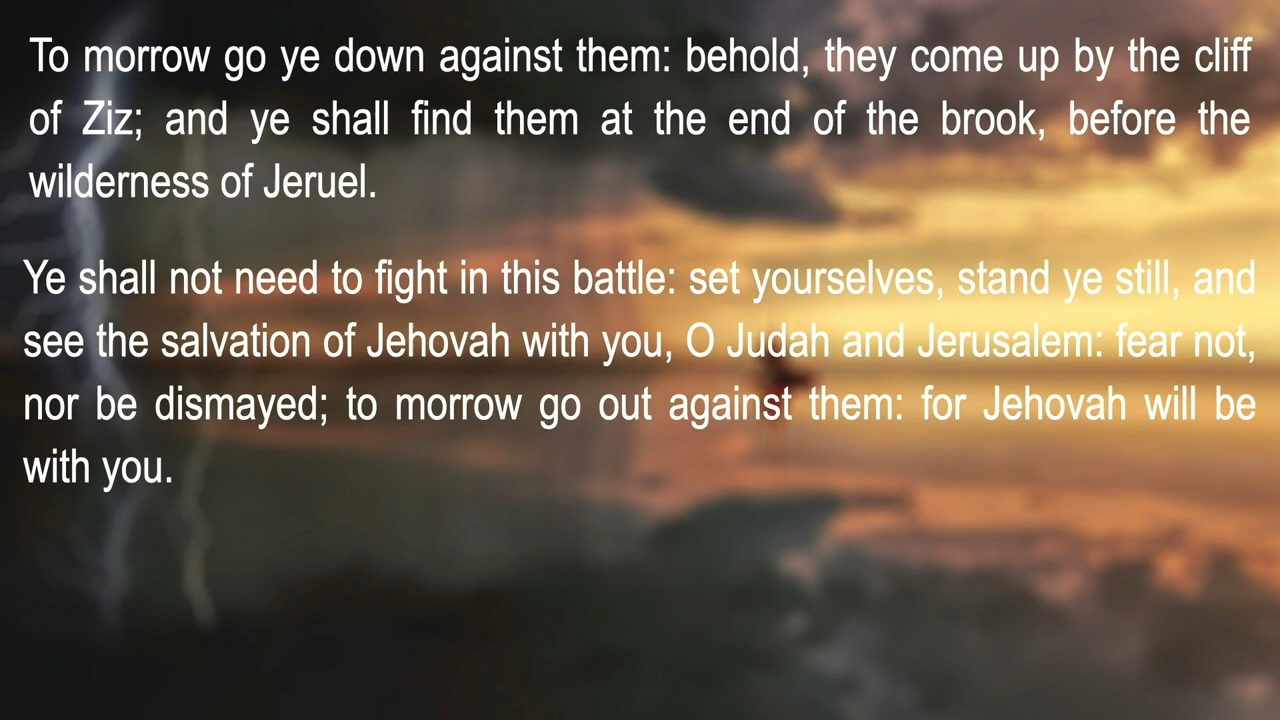 To morrow go ye down against them: behold, they come up by the cliff
of Ziz; and ye shall find them at the end of the brook, before the
wilderness of Jeruel.
Ye shall not need to fight in this battle: set yourselves, stand ye still, and
see the salvation of Jehovah with you, O Judah and Jerusalem: fear not,
nor be dismayed; to morrow go out against them: for Jehovah will be
with you.